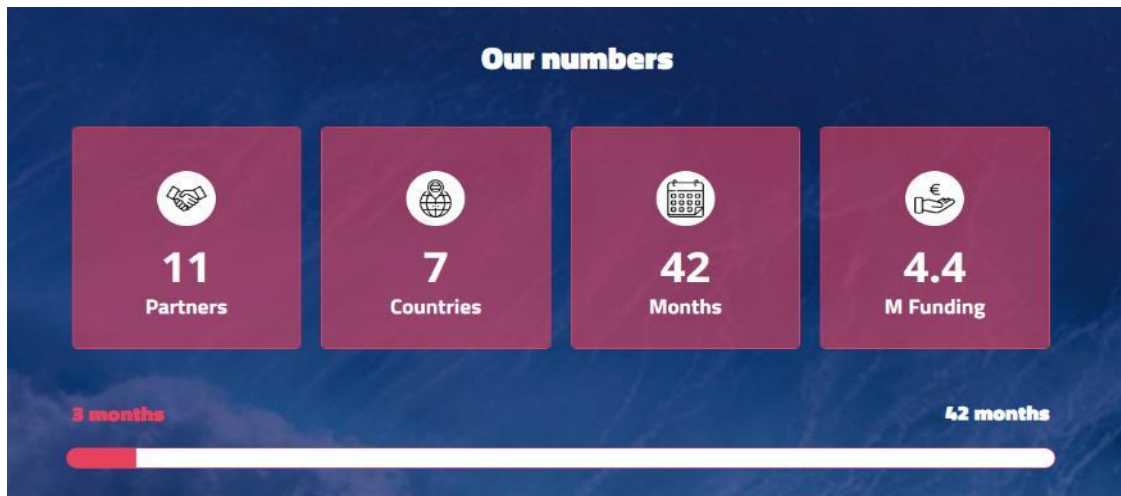 Our numbers
11
Partners
7
Countries
42
Months
€
4.4
M Funding
3 months
42 months